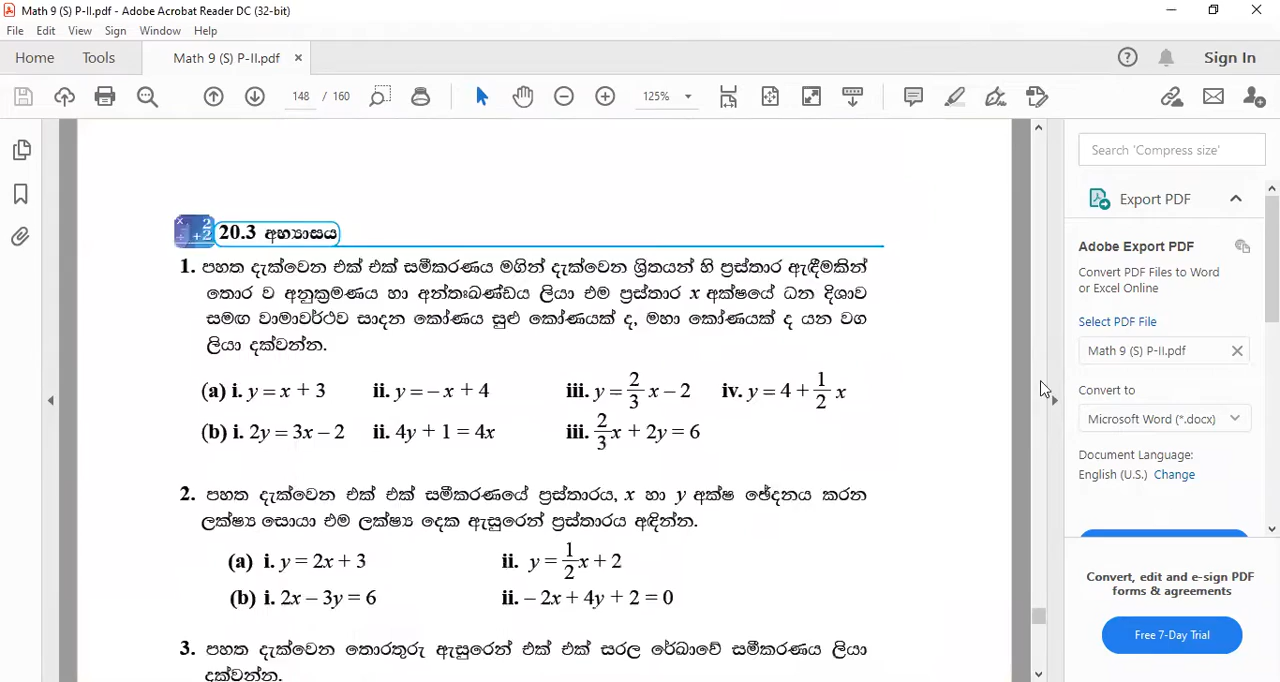 Math 9 (S) P-II.pdf - Adobe Acrobat Reader DC (32-bit)
File Edit View Sign Window Help
Home Tools Math 9 (S) P-II.pdf × Sign In
148 / 160 125%
Search 'Compress size'
Export PDF
Adobe Export PDF
Convert PDF Files to Word
or Excel Online
Select PDF File
Math 9 (S) P-II.pdf
Convert to
Microsoft Word (*.docx)
Document Language:
English (U.S.) Change
Convert, edit and e-sign PDF
forms & agreements
Free 7-Day Trial
20.3 අභ්‍යාසය
1. පහත දැක්වෙන එක් එක් සමීකරණය මගින් දැක්වෙන ශ්‍රිතයන් හි ප්‍රස්තාර ඇඳීමකින්
තොර ව අනුක්‍රමණය හා අන්තඃඛණ්ඩය ලියා එම ප්‍රස්තාර x අක්ෂයේ ධන දිශාව
සමඟ වාමාවර්ථව සාදන කෝණය සුළු කෝණයක් ද, මහා කෝණයක් ද යන වග
ලියා දක්වන්න.
(a) i. y = x + 3 ii. y = − x + 4 iii. y = 2/3 x − 2 iv. y = 4 + 1/2 x
(b) i. 2y = 3x − 2 ii. 4y + 1 = 4x iii. 2/3 x + 2y = 6
2. පහත දැක්වෙන එක් එක් සමීකරණයේ ප්‍රස්තාරය, x හා y අක්ෂ ඡේදනය කරන
ලක්ෂ්‍ය සොයා එම ලක්ෂ්‍ය දෙක ඇසුරෙන් ප්‍රස්තාරය අඳින්න.
(a) i. y = 2x + 3 ii. y = 1/2 x + 2
(b) i. 2x − 3y = 6 ii. − 2x + 4y + 2 = 0
3. පහත දැක්වෙන තොරතුරු ඇසුරෙන් එක් එක් සරල රේඛාවේ සමීකරණය ලියා
දක්වන්න.